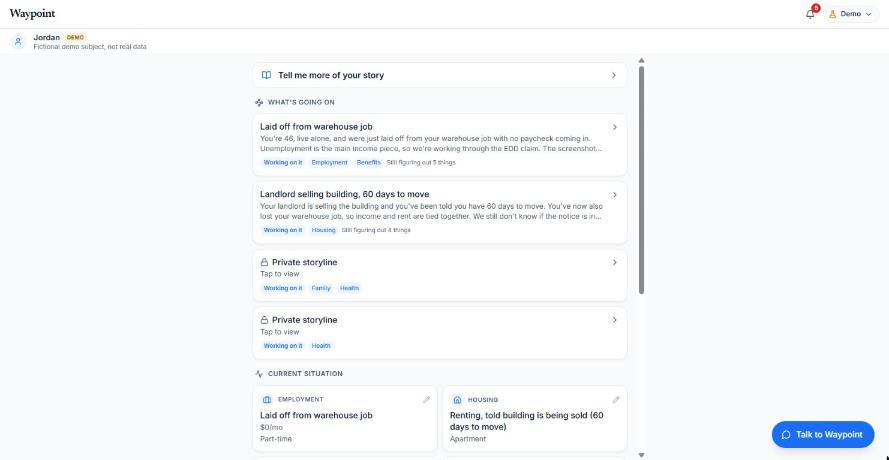 Waypoint
5
Demo
Jordan DEMO
Fictional demo subject, not real data
Tell me more of your story
WHAT'S GOING ON
Laid off from warehouse job
You're 46, live alone, and were just laid off from your warehouse job with no paycheck coming in.
Unemployment is the main income piece, so we're working through the EDD claim. The screenshot...
Working on it Employment Benefits Still figuring out 5 things
Landlord selling building, 60 days to move
Your landlord is selling the building and you've been told you have 60 days to move. You've now also
lost your warehouse job, so income and rent are tied together. We still don't know if the notice is in...
Working on it Housing Still figuring out 4 things
Private storyline
Tap to view
Working on it Family Health
Private storyline
Tap to view
Working on it Health
CURRENT SITUATION
EMPLOYMENT
Laid off from warehouse job
$0/mo
Part-time
HOUSING
Renting, told building is being sold (60
days to move)
Apartment
Talk to Waypoint